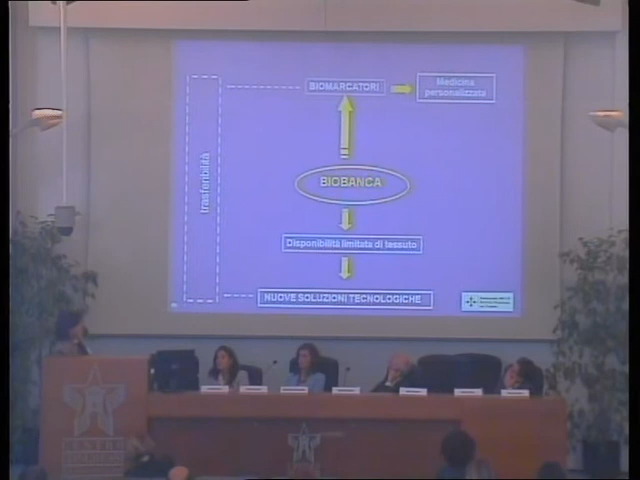 BIOMARCATORI
Medicina
personalizzata
trasferibilità
BIOBANCA
Disponibilità limitata di tessuto
NUOVE SOLUZIONI TECNOLOGICHE